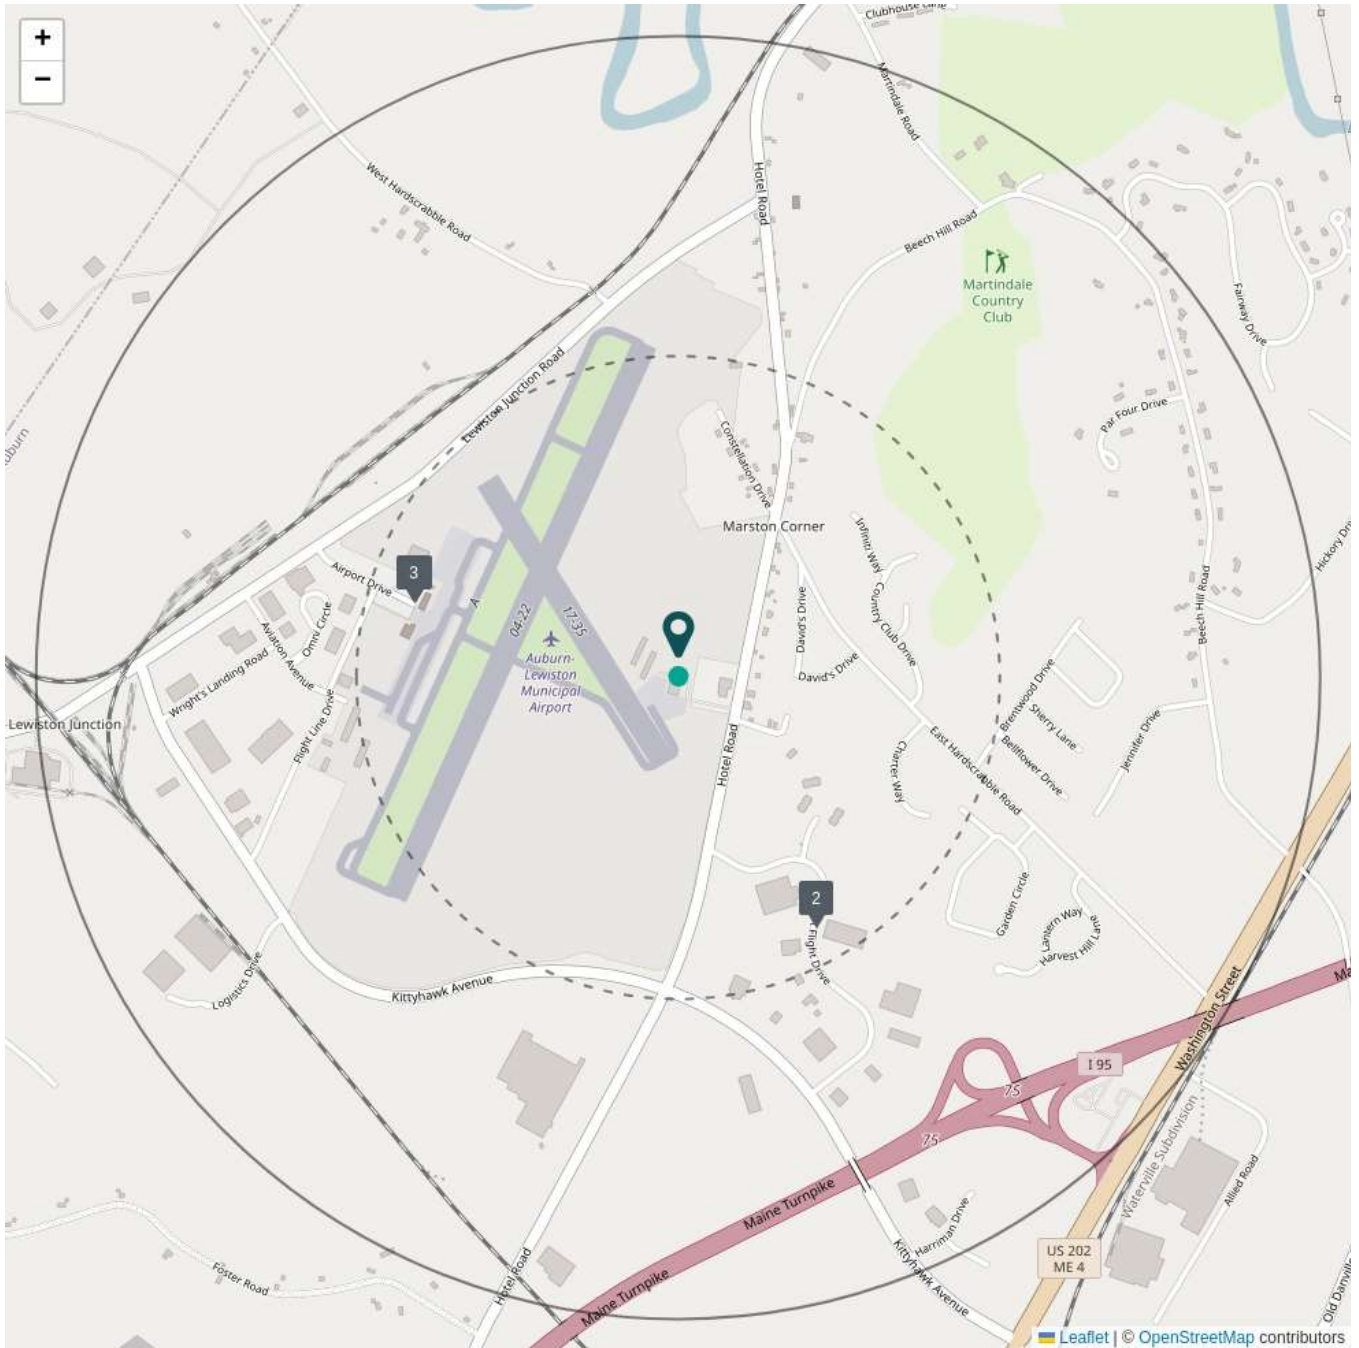 +
−
Clubhouse Lane
Martindale Road
West Hardscrabble Road
Hotel Road
Beech Hill Road
Martindale
Country
Club
Fairway Drive
Lewiston Junction Road
Par Four Drive
Constellation Drive
Marston Corner
Hickory Dr
Infiniti Way
Country Club Drive
3
Airport Drive
A
04-22
17-35
Auburn-
Lewiston
Municipal
Airport
Omni Circle
Aviation Avenue
Wright's Landing Road
Flight Line Drive
Lewiston Junction
David's Drive
David's Drive
Beech Hill Road
Brentwood Drive
Sherry Lane
Bellflower Drive
Jennifer Drive
East Hardscrabble Road
Charter Way
Hotel Road
2
Flight Drive
Garden Circle
Lantern Way
Harvest Hill Lane
Logistics Drive
Kittyhawk Avenue
Washington Street
Ma
I 95
75
75
Waterville Subdivision
Allied Road
Maine Turnpike
Harriman Drive
Kittyhawk Avenue
US 202
ME 4
Foster Road
Hotel Road
Maine Turnpike
Old Danville
Leaflet | © OpenStreetMap contributors